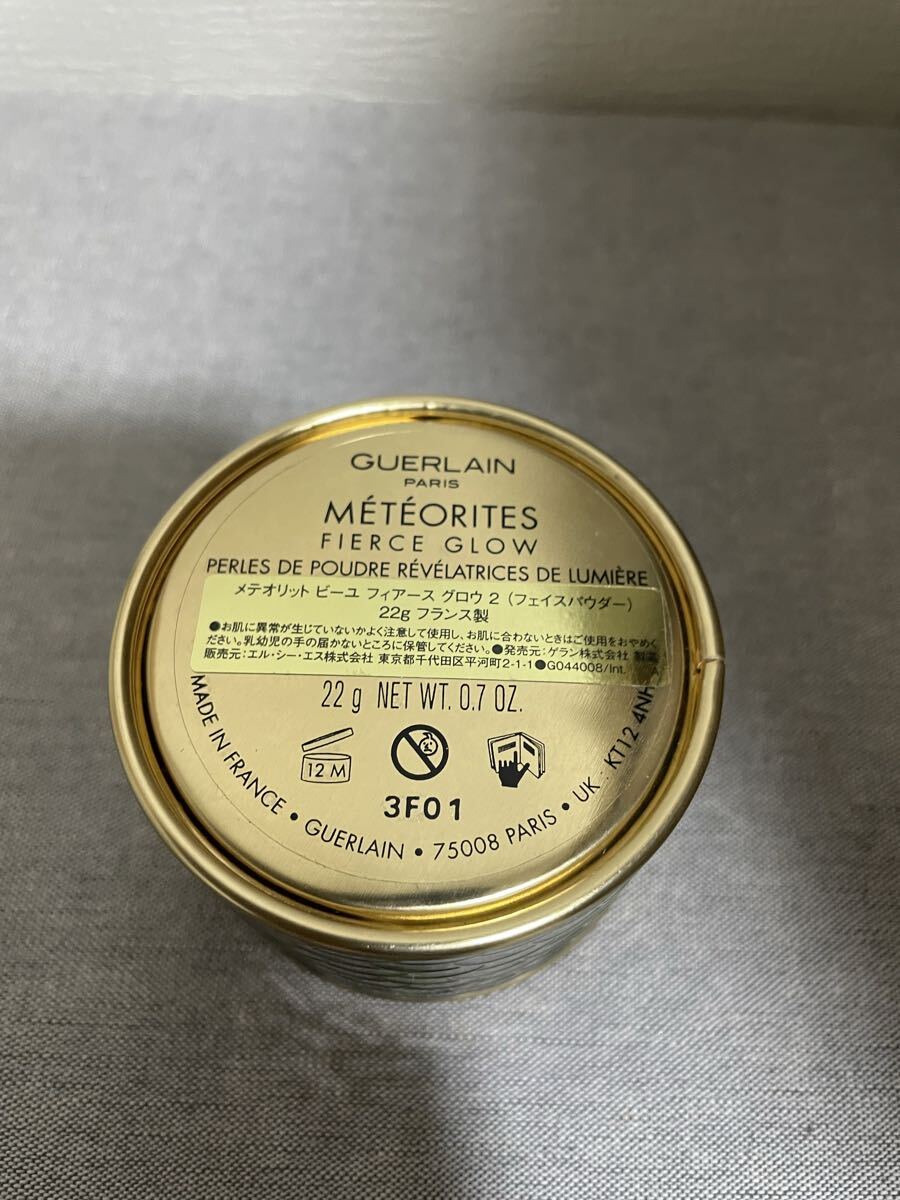 GUERLAIN
PARIS
MÉTÉORITES
FIERCE GLOW
PERLES DE POUDRE RÉVÉLATRICES DE LUMIÈRE
メテオリット ビーユ フィアース グロウ 2 (フェイスパウダー)
22g フランス製
●お肌に異常が生じていないかよく注意して使用し、お肌に合わないときはご使用をおやめく
ださい。乳幼児の手の届かないところに保管してください。●発売元:ゲラン株式会社 製造
販売元:エル・シー・エス株式会社 東京都千代田区平河町2-1-1●G044008/Int. A
22 g NET WT. 0.7 OZ.
12 M
3F01
MADE IN FRANCE • GUERLAIN • 75008 PARIS • UK : KT12 4NH